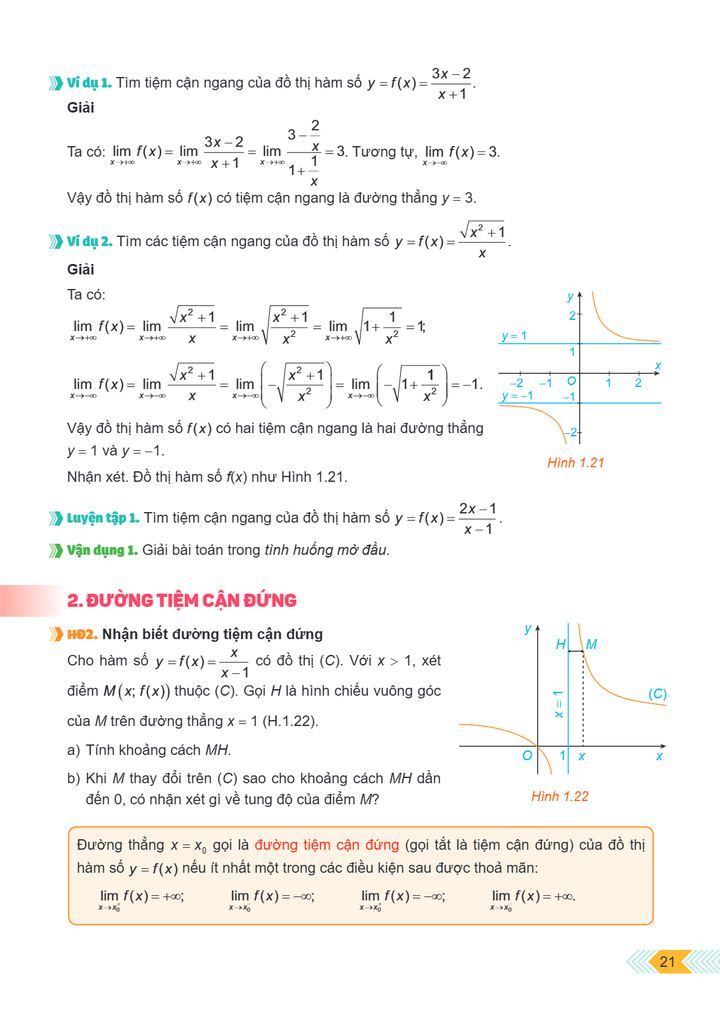 Ví dụ 1. Tìm tiệm cận ngang của đồ thị hàm số y = f(x) = (3x − 2)/(x + 1).
Giải
Ta có: lim_{x→+∞} f(x) = lim_{x→+∞} (3x − 2)/(x + 1) = lim_{x→+∞} (3 − 2/x)/(1 + 1/x) = 3. Tương tự, lim_{x→−∞} f(x) = 3.
Vậy đồ thị hàm số f(x) có tiệm cận ngang là đường thẳng y = 3.
Ví dụ 2. Tìm các tiệm cận ngang của đồ thị hàm số y = f(x) = √(x² + 1)/x.
Giải
Ta có:
lim_{x→+∞} f(x) = lim_{x→+∞} √(x² + 1)/x = lim_{x→+∞} √((x² + 1)/x²) = lim_{x→+∞} √(1 + 1/x²) = 1;
lim_{x→−∞} f(x) = lim_{x→−∞} √(x² + 1)/x = lim_{x→−∞} (−√((x² + 1)/x²)) = lim_{x→−∞} (−√(1 + 1/x²)) = −1.
Vậy đồ thị hàm số f(x) có hai tiệm cận ngang là hai đường thẳng
y = 1 và y = −1.
Nhận xét. Đồ thị hàm số f(x) như Hình 1.21.
y
2
y = 1
1
x
−2 −1 O 1 2
y = −1 −1
−2
Hình 1.21
Luyện tập 1. Tìm tiệm cận ngang của đồ thị hàm số y = f(x) = (2x − 1)/(x − 1).
Vận dụng 1. Giải bài toán trong tình huống mở đầu.
2. ĐƯỜNG TIỆM CẬN ĐỨNG
HĐ2. Nhận biết đường tiệm cận đứng
Cho hàm số y = f(x) = x/(x − 1) có đồ thị (C). Với x > 1, xét
điểm M(x; f(x)) thuộc (C). Gọi H là hình chiếu vuông góc
của M trên đường thẳng x = 1 (H.1.22).
a) Tính khoảng cách MH.
b) Khi M thay đổi trên (C) sao cho khoảng cách MH dần
đến 0, có nhận xét gì về tung độ của điểm M?
y
H M
(C)
x = 1
O 1 x x
Hình 1.22
Đường thẳng x = x₀ gọi là đường tiệm cận đứng (gọi tắt là tiệm cận đứng) của đồ thị
hàm số y = f(x) nếu ít nhất một trong các điều kiện sau được thoả mãn:
lim_{x→x₀⁺} f(x) = +∞; lim_{x→x₀⁻} f(x) = −∞; lim_{x→x₀⁺} f(x) = −∞; lim_{x→x₀⁻} f(x) = +∞.
21